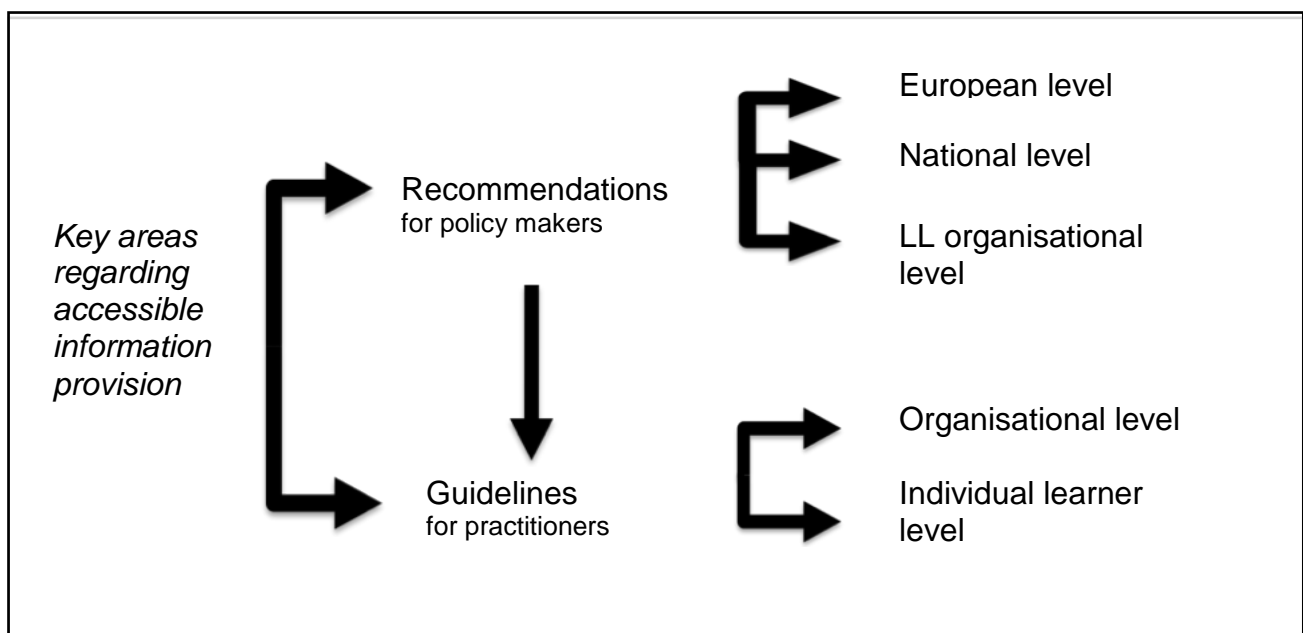 Key areas
regarding
accessible
information
provision
Recommendations
for policy makers
Guidelines
for practitioners
European level
National level
LL organisational
level
Organisational level
Individual learner
level